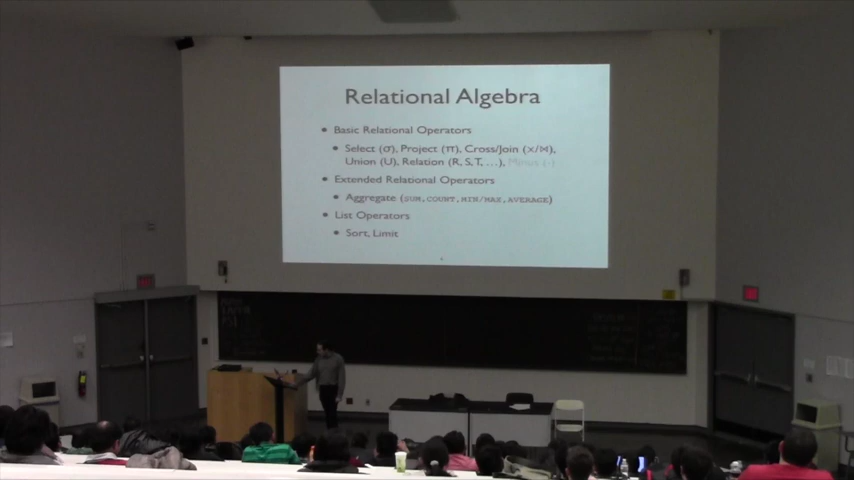 Relational Algebra
• Basic Relational Operators
• Select (σ), Project (π), Cross/Join (×/⋈),
Union (U), Relation (R, S, T, …), Minus (-)
• Extended Relational Operators
• Aggregate (SUM, COUNT, MIN/MAX, AVERAGE)
• List Operators
• Sort, Limit